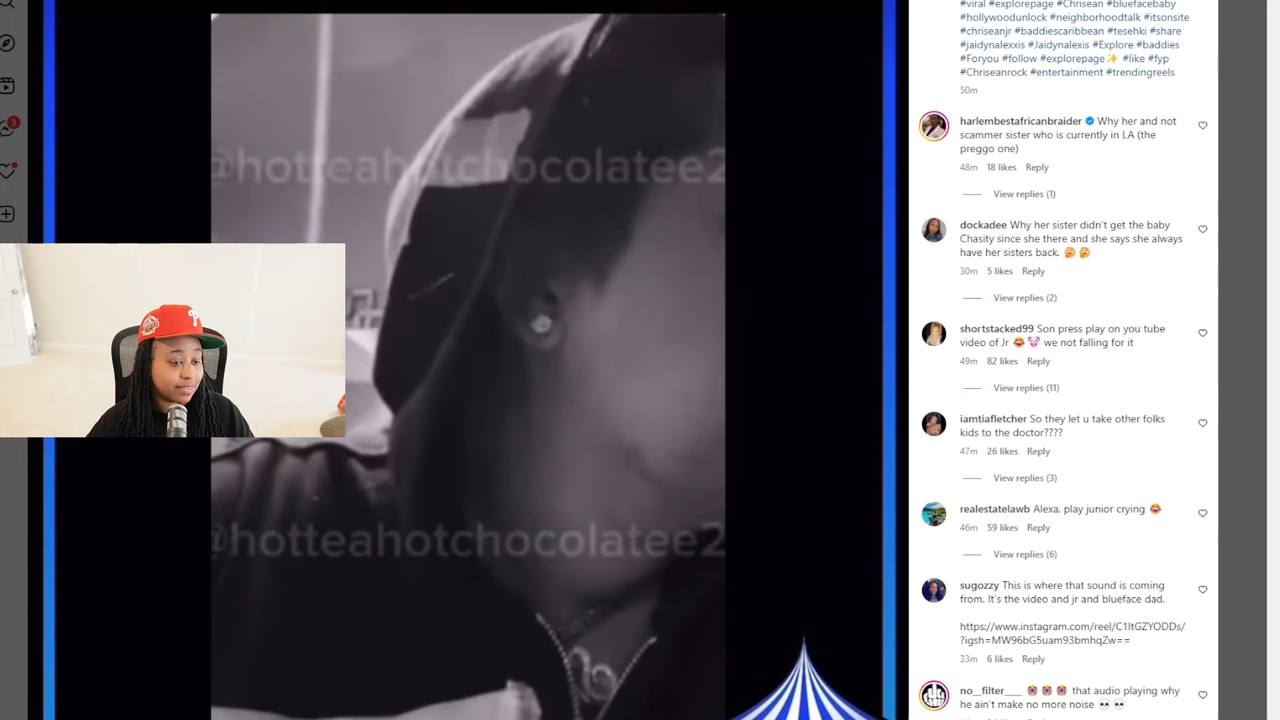 @hotteahotchocolatee2
@hotteahotchocolatee2
3
P
#viral #explorepage #Chrisean #bluefacebaby
#hollywoodunlock #neighborhoodtalk #itsonsite
#chriseanjr #baddiescaribbean #tesehki #share
#jaidynalexxis #Jaidynalexis #Explore #baddies
#Foryou #follow #explorepage✨ #like #fyp
#Chriseanrock #entertainment #trendingreels
50m
harlembestafricanbraider Why her and not
scammer sister who is currently in LA (the
preggo one)
48m 18 likes Reply
View replies (1)
dockadee Why her sister didn't get the baby
Chasity since she there and she says she always
have her sisters back. 🤔🤔
30m 5 likes Reply
View replies (2)
shortstacked99 Son press play on you tube
video of Jr 😂🤡 we not falling for it
49m 82 likes Reply
View replies (11)
iamtiafletcher So they let u take other folks
kids to the doctor????
47m 26 likes Reply
View replies (3)
realestatelawb Alexa, play junior crying 😂
46m 59 likes Reply
View replies (6)
sugozzy This is where that sound is coming
from. It's the video and jr and blueface dad.
https://www.instagram.com/reel/C1ItGZYODDs/
?igsh=MW96bG5uam93bmhqZw==
33m 6 likes Reply
no__filter____ 😭😭😭 that audio playing why
he ain't make no more noise 💀💀